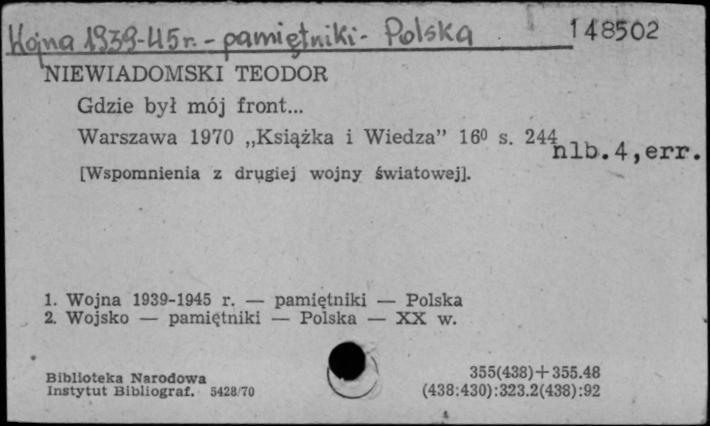 Wojna 1939-45 r. - pamiętniki - Polska 148502
NIEWIADOMSKI TEODOR
Gdzie był mój front...
Warszawa 1970 „Książka i Wiedza” 16⁰ s. 244 nlb.4,err.
[Wspomnienia z drugiej wojny światowej].
1. Wojna 1939-1945 r. — pamiętniki — Polska
2. Wojsko — pamiętniki — Polska — XX w.
Biblioteka Narodowa
Instytut Bibliograf. 5428/70
355(438)+355.48
(438:430):323.2(438):92